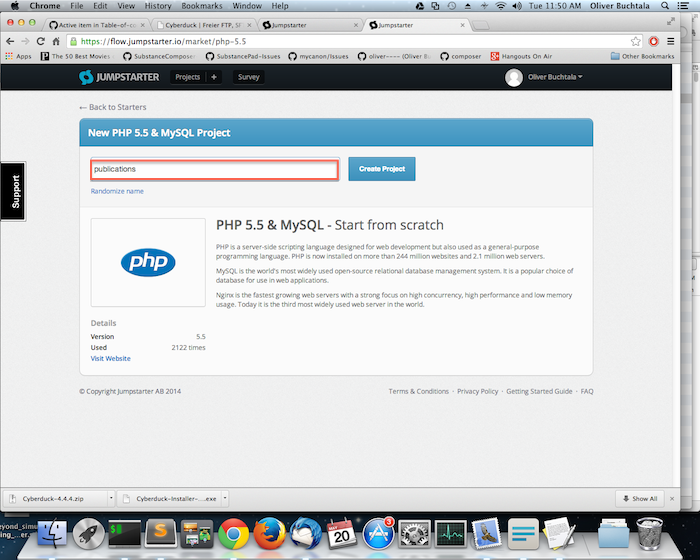 Chrome File Edit View History Bookmarks Window Help
Tue 11:50 AM Oliver Buchtala
Active item in Table-of-co
Cyberduck | Freier FTP, SF
Jumpstarter
Jumpstarter
https://flow.jumpstarter.io/market/php-5.5
Apps
The 50 Best Movies
SubstanceComposer
SubstancePad-Issues
mycanon/Issues
oliver---- (Oliver B
composer
Hangouts On Air
Other Bookmarks
JUMPSTARTER
Projects +
Survey
Oliver Buchtala
← Back to Starters
New PHP 5.5 & MySQL Project
publications
Create Project
Randomize name
Support
PHP 5.5 & MySQL - Start from scratch
PHP is a server-side scripting language designed for web development but also used as a general-purpose
programming language. PHP is now installed on more than 244 million websites and 2.1 million web servers.
MySQL is the world's most widely used open-source relational database management system. It is a popular choice of
database for use in web applications.
Nginx is the fastest growing web servers with a strong focus on high concurrency, high performance and low memory
usage. Today it is the third most widely used web server in the world.
php
Details
Version 5.5
Used 2122 times
Visit Website
© Copyright Jumpstarter AB 2014
Terms & Conditions · Privacy Policy · Getting Started Guide · FAQ
Cyberduck-4.4.4.zip
Cyberduck-Installer-....exe
Show All
MAY
20
3